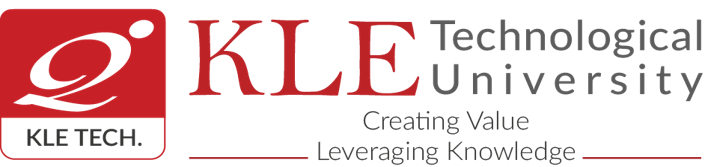 KLE TECH.
KLE Technological
University
Creating Value
Leveraging Knowledge